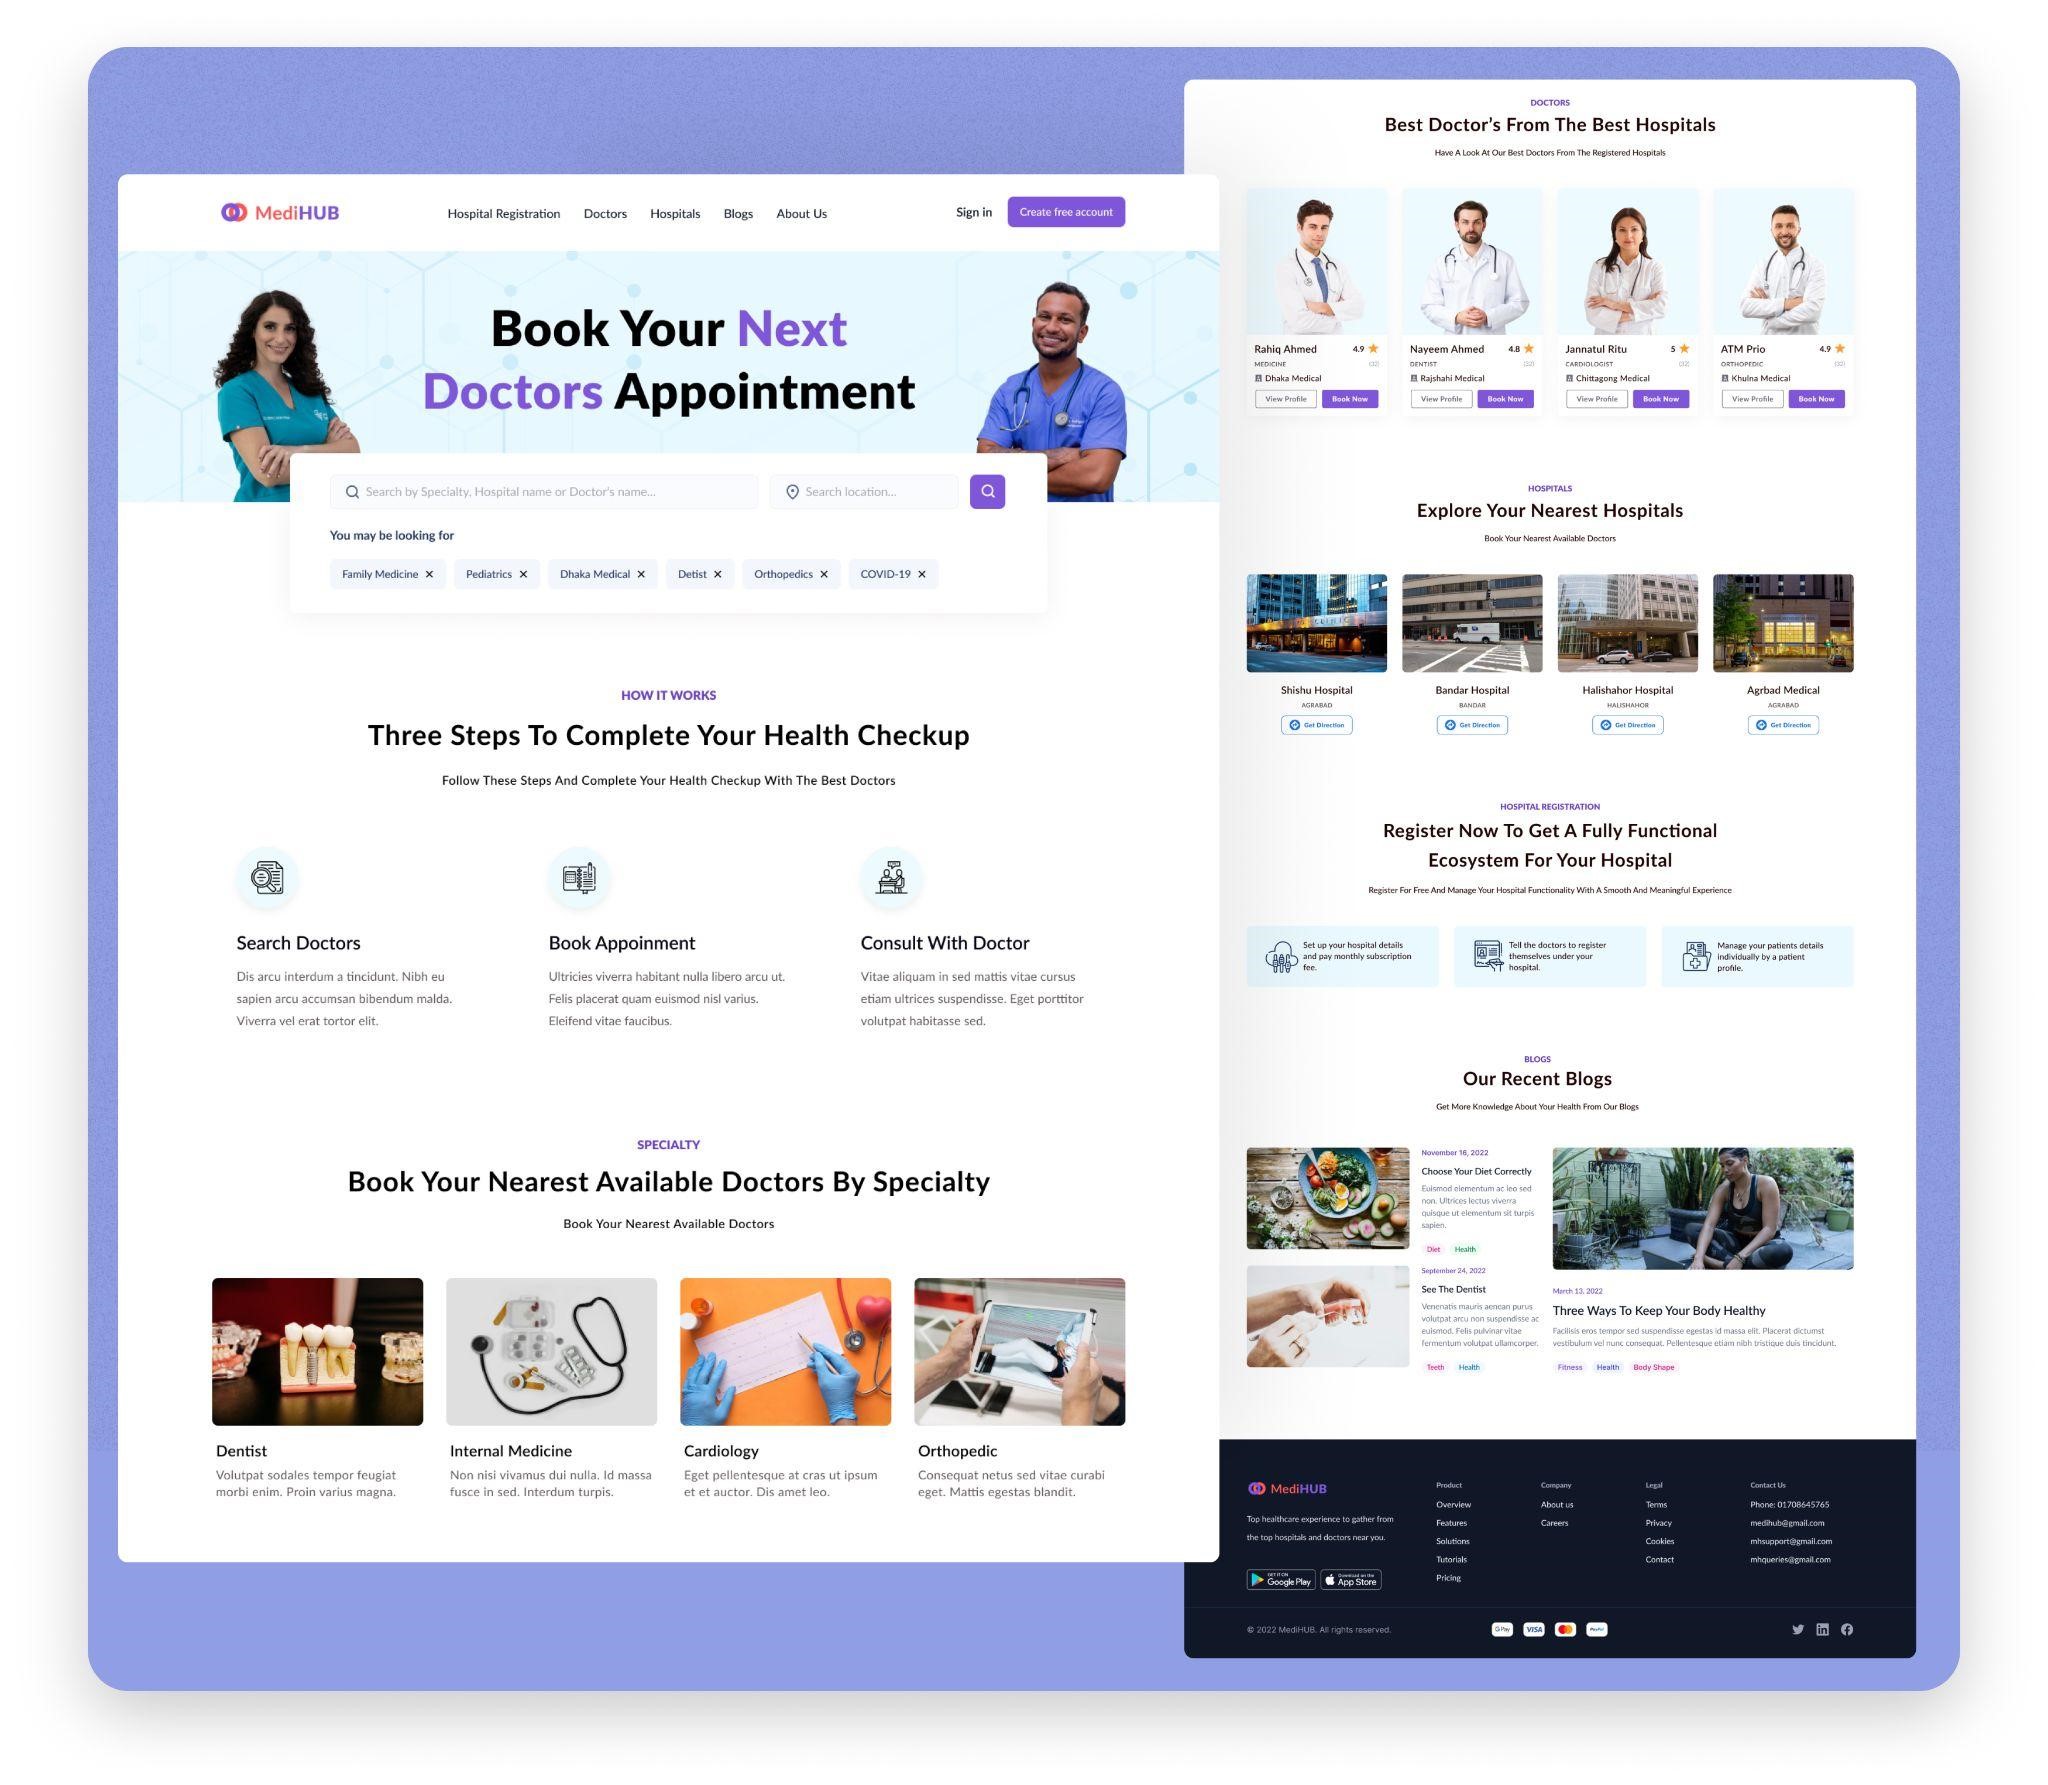 MediHUB
Hospital Registration Doctors Hospitals Blogs About Us
Sign in
Create free account
Book Your Next
Doctors Appointment
Search by Specialty, Hospital name or Doctor's name...
Search location...
You may be looking for
Family Medicine ✕ Pediatrics ✕ Dhaka Medical ✕ Detist ✕ Orthopedics ✕ COVID-19 ✕
HOW IT WORKS
Three Steps To Complete Your Health Checkup
Follow These Steps And Complete Your Health Checkup With The Best Doctors
Search Doctors
Dis arcu interdum a tincidunt. Nibh eu
sapien arcu accumsan bibendum malda.
Viverra vel erat tortor elit.
Book Appoinment
Ultricies viverra habitant nulla libero arcu ut.
Felis placerat quam euismod nisl varius.
Eleifend vitae faucibus.
Consult With Doctor
Vitae aliquam in sed mattis vitae cursus
etiam ultrices suspendisse. Eget porttitor
volutpat habitasse sed.
SPECIALTY
Book Your Nearest Available Doctors By Specialty
Book Your Nearest Available Doctors
Dentist
Volutpat sodales tempor feugiat
morbi enim. Proin varius magna.
Internal Medicine
Non nisi vivamus dui nulla. Id massa
fusce in sed. Interdum turpis.
Cardiology
Eget pellentesque at cras ut ipsum
et et auctor. Dis amet leo.
Orthopedic
Consequat netus sed vitae curabi
eget. Mattis egestas blandit.
DOCTORS
Best Doctor’s From The Best Hospitals
Have A Look At Our Best Doctors From The Registered Hospitals
Rahiq Ahmed 4.9
MEDICINE (32)
Dhaka Medical
View Profile Book Now
Nayeem Ahmed 4.8
DENTIST (32)
Rajshahi Medical
View Profile Book Now
Jannatul Ritu 5
CARDIOLOGIST (32)
Chittagong Medical
View Profile Book Now
ATM Prio 4.9
ORTHOPEDIC (32)
Khulna Medical
View Profile Book Now
HOSPITALS
Explore Your Nearest Hospitals
Book Your Nearest Available Doctors
CLINIC
Shishu Hospital
AGRABAD
Get Direction
Bandar Hospital
BANDAR
Get Direction
Halishahor Hospital
HALISHAHOR
Get Direction
Agrbad Medical
AGRABAD
Get Direction
HOSPITAL REGISTRATION
Register Now To Get A Fully Functional
Ecosystem For Your Hospital
Register For Free And Manage Your Hospital Functionality With A Smooth And Meaningful Experience
Set up your hospital details
and pay monthly subscription
fee.
Tell the doctors to register
themselves under your
hospital.
Manage your patients details
individually by a patient
profile.
BLOGS
Our Recent Blogs
Get More Knowledge About Your Health From Our Blogs
November 16, 2022
Choose Your Diet Correctly
Euismod elementum ac leo sed
non. Ultrices lectus viverra
quisque ut elementum sit turpis
sapien.
Diet Health
September 24, 2022
See The Dentist
Venenatis mauris aenean purus
volutpat arcu non suspendisse ac
euismod. Felis pulvinar vitae
fermentum volutpat ullamcorper.
Teeth Health
March 13, 2022
Three Ways To Keep Your Body Healthy
Facilisis eros tempor sed suspendisse egestas id massa elit. Placerat dictumst
vestibulum vel nunc consequat. Pellentesque etiam nibh tristique duis tincidunt.
Fitness Health Body Shape
MediHUB
Top healthcare experience to gather from
the top hospitals and doctors near you.
GET IT ON
Google Play
Download on the
App Store
Product
Overview
Features
Solutions
Tutorials
Pricing
Company
About us
Careers
Legal
Terms
Privacy
Cookies
Contact
Contact Us
Phone: 01708645765
medihub@gmail.com
mhsupport@gmail.com
mhqueries@gmail.com
© 2022 MediHUB. All rights reserved.
G Pay VISA PayPal